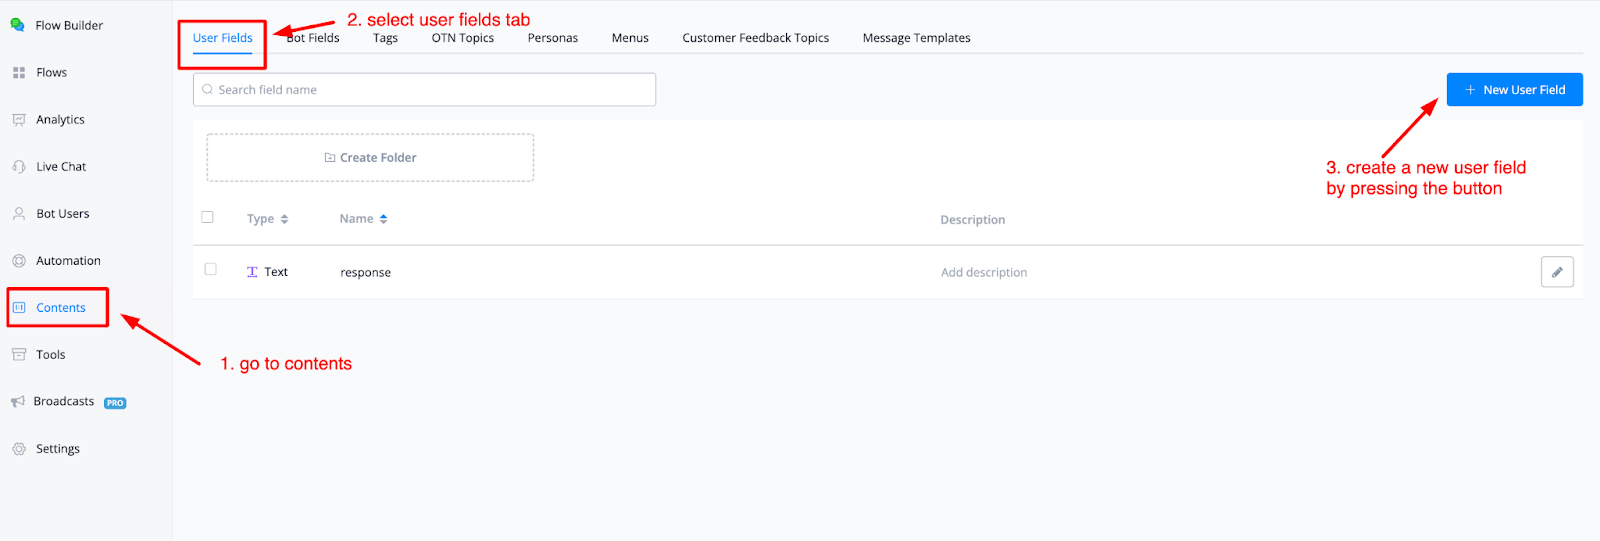 Flow Builder
Flows
Analytics
Live Chat
Bot Users
Automation
Contents
Tools
Broadcasts PRO
Settings
1. go to contents
2. select user fields tab
User Fields Bot Fields Tags OTN Topics Personas Menus Customer Feedback Topics Message Templates
Search field name
+ New User Field
3. create a new user field
by pressing the button
Create Folder
Type Name Description
T Text response Add description